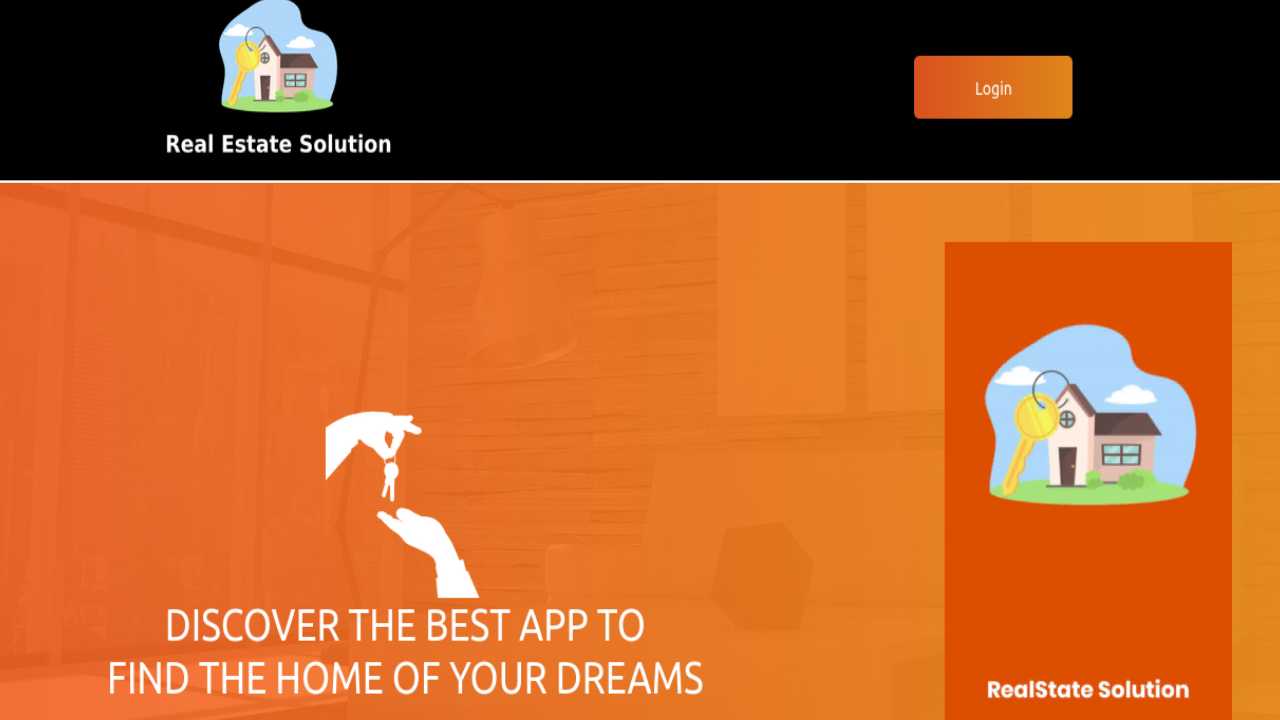 Real Estate Solution
Login
DISCOVER THE BEST APP TO
FIND THE HOME OF YOUR DREAMS
RealState Solution